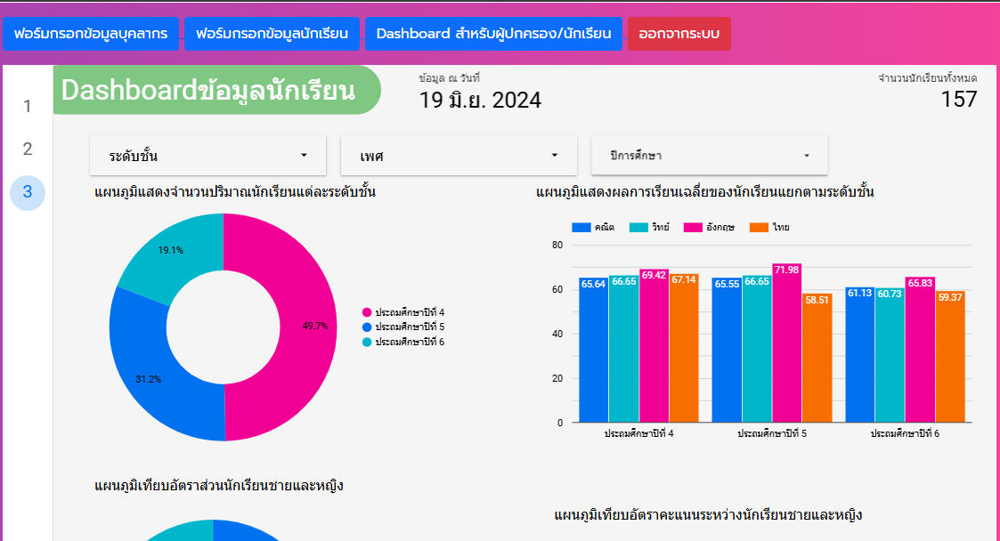 ฟอร์มกรอกข้อมูลบุคลากร
ฟอร์มกรอกข้อมูลนักเรียน
Dashboard สำหรับผู้ปกครอง/นักเรียน
ออกจากระบบ
1
2
3
Dashboardข้อมูลนักเรียน
ข้อมูล ณ วันที่
19 มิ.ย. 2024
จำนวนนักเรียนทั้งหมด
157
ระดับชั้น
เพศ
ปีการศึกษา
แผนภูมิแสดงจำนวนปริมาณนักเรียนแต่ละระดับชั้น
19.1%
49.7%
31.2%
ประถมศึกษาปีที่ 4
ประถมศึกษาปีที่ 5
ประถมศึกษาปีที่ 6
แผนภูมิแสดงผลการเรียนเฉลี่ยของนักเรียนแยกตามระดับชั้น
คณิต วิทย์ อังกฤษ ไทย
80
60
40
20
0
65.64 66.65 69.42 67.14
65.55 66.65 71.98 58.51
61.13 60.73 65.83 59.37
ประถมศึกษาปีที่ 4
ประถมศึกษาปีที่ 5
ประถมศึกษาปีที่ 6
แผนภูมิเทียบอัตราส่วนนักเรียนชายและหญิง
แผนภูมิเทียบอัตราคะแนนระหว่างนักเรียนชายและหญิง